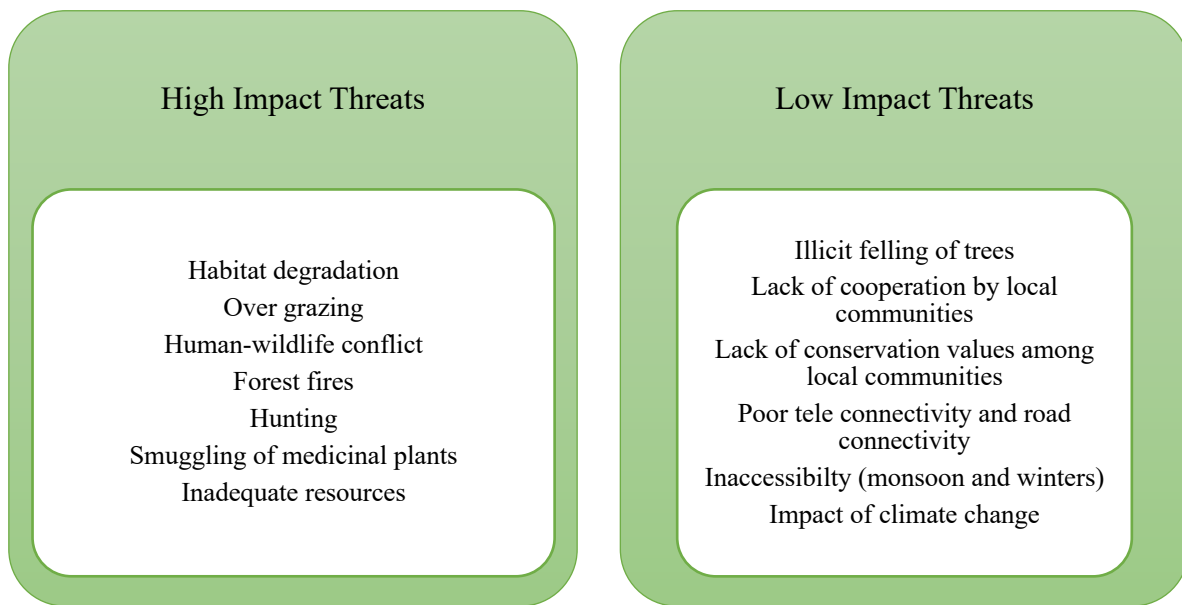 High Impact Threats
Habitat degradation
Over grazing
Human-wildlife conflict
Forest fires
Hunting
Smuggling of medicinal plants
Inadequate resources
Low Impact Threats
Illicit felling of trees
Lack of cooperation by local
communities
Lack of conservation values among
local communities
Poor tele connectivity and road
connectivity
Inaccessibilty (monsoon and winters)
Impact of climate change